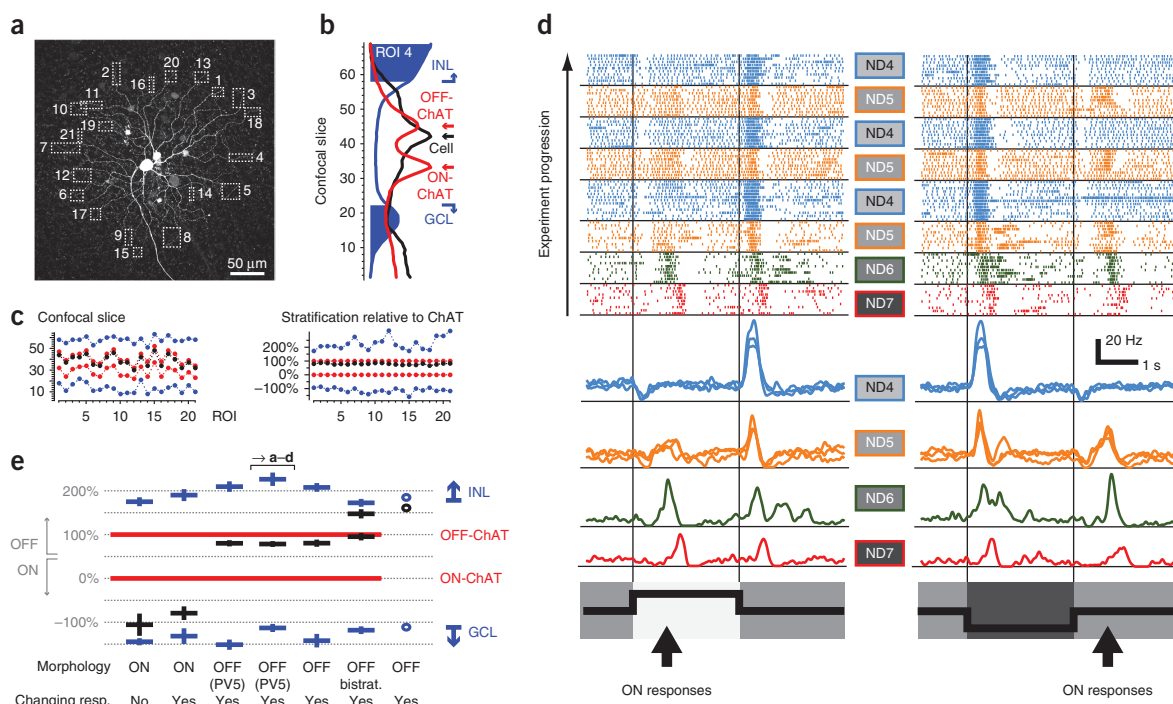 a
20
13
2
16
1
3
11
10
18
19
21
7
4
12
14
5
6
17
9
8
15
50 µm
b
ROI 4
INL
60
OFF-
ChAT
50
Cell
40
ON-
ChAT
30
GCL
20
10
Confocal slice
c
Confocal slice
50
30
10
5 10 15 20 ROI
Stratification relative to ChAT
200%
100%
0%
−100%
5 10 15 20
d
Experiment progression
ND4
ND5
ND4
ND5
ND4
ND5
ND6
ND7
20 Hz
1 s
ND4
ND5
ND6
ND7
ON responses
ON responses
e
→ a–d
200%
INL
100%
OFF-ChAT
OFF
ON
0%
ON-ChAT
−100%
GCL
Morphology ON ON OFF (PV5) OFF (PV5) OFF OFF bistrat. OFF
Changing resp. No Yes Yes Yes Yes Yes Yes